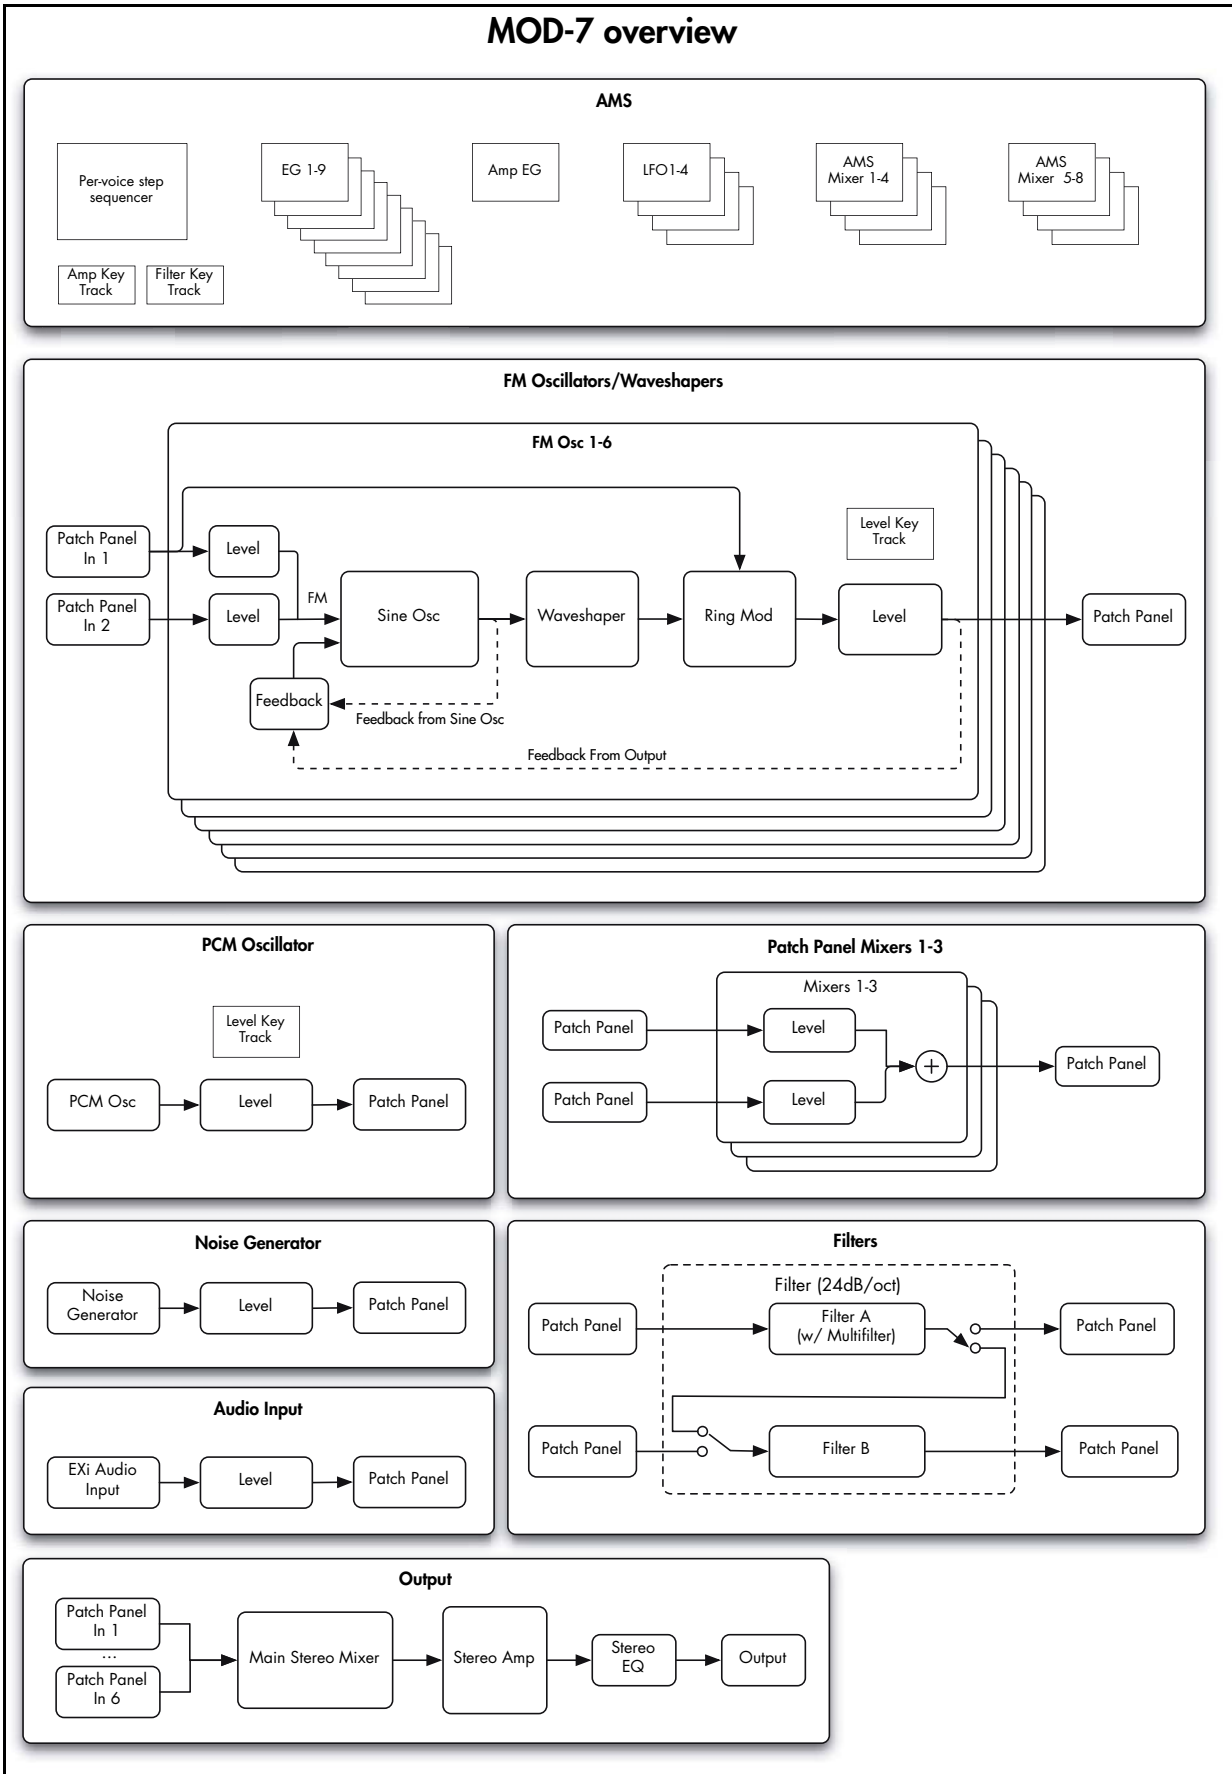 MOD-7 overview
AMS
Per-voice step
sequencer
EG 1-9
Amp EG
LFO1-4
AMS
Mixer 1-4
AMS
Mixer 5-8
Amp Key
Track
Filter Key
Track
FM Oscillators/Waveshapers
FM Osc 1-6
Patch Panel
In 1
Level
Level Key
Track
Patch Panel
In 2
Level
FM
Sine Osc
Waveshaper
Ring Mod
Level
Patch Panel
Feedback
Feedback from Sine Osc
Feedback From Output
PCM Oscillator
Level Key
Track
PCM Osc
Level
Patch Panel
Patch Panel Mixers 1-3
Mixers 1-3
Patch Panel
Level
+
Patch Panel
Patch Panel
Level
Noise Generator
Noise
Generator
Level
Patch Panel
Filters
Filter (24dB/oct)
Patch Panel
Filter A
(w/ Multifilter)
Patch Panel
Patch Panel
Filter B
Patch Panel
Audio Input
EXi Audio
Input
Level
Patch Panel
Output
Patch Panel
In 1
...
Patch Panel
In 6
Main Stereo Mixer
Stereo Amp
Stereo
EQ
Output